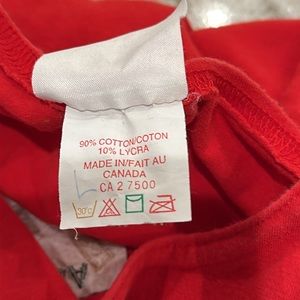 90% COTTON/COTON
10% LYCRA
MADE IN/FAIT AU
CANADA
CA 2 7500
30°C